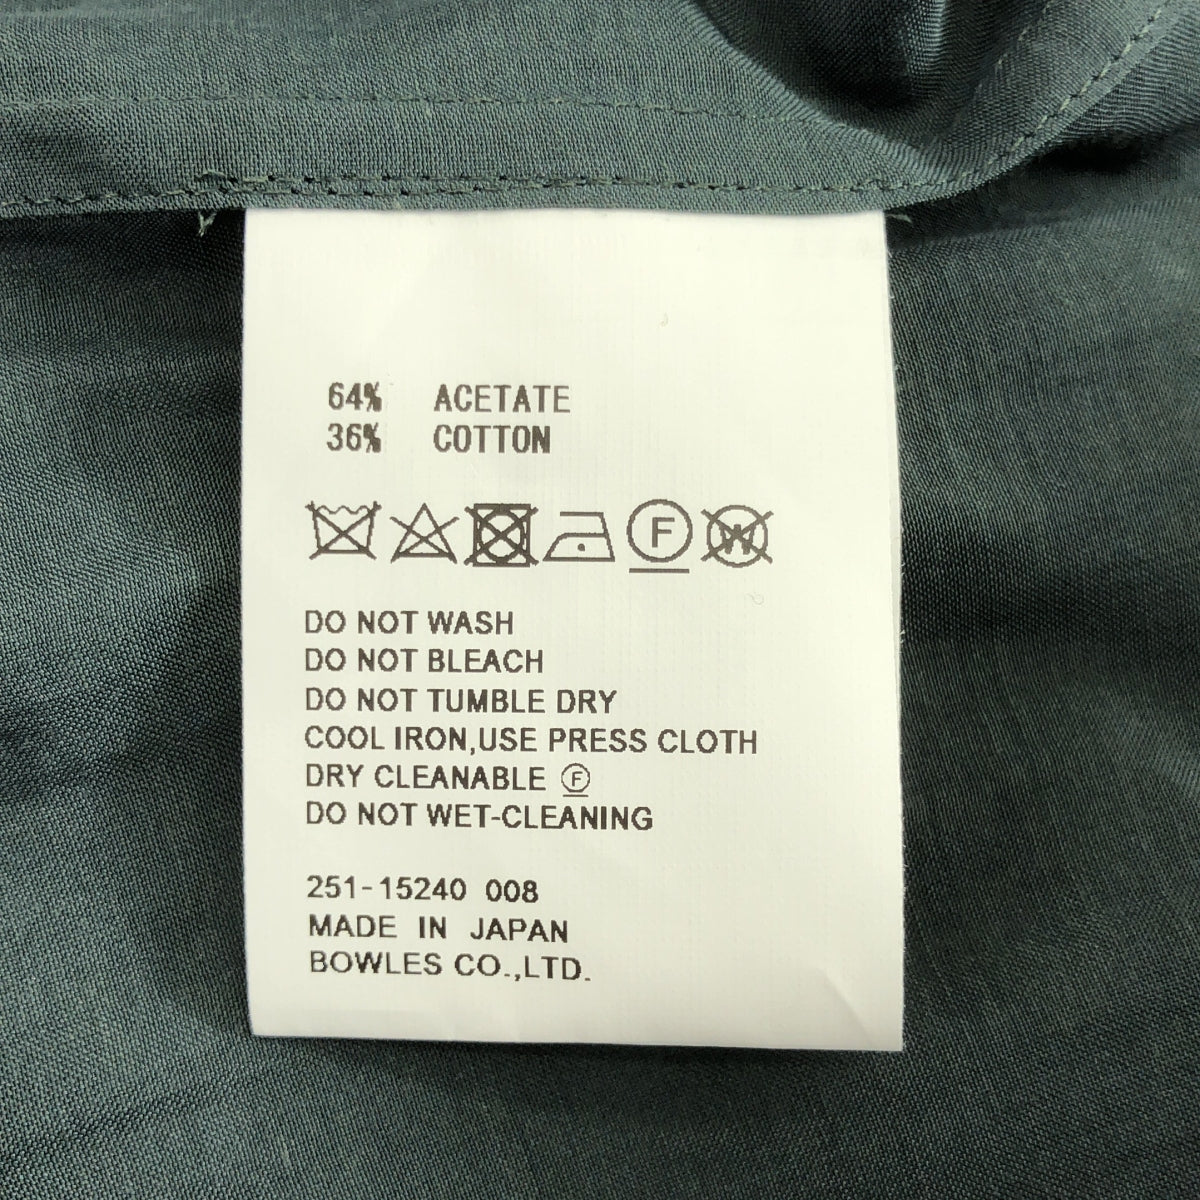 64% ACETATE
36% COTTON
F W
DO NOT WASH
DO NOT BLEACH
DO NOT TUMBLE DRY
COOL IRON,USE PRESS CLOTH
DRY CLEANABLE Ⓕ
DO NOT WET-CLEANING
251-15240 008
MADE IN JAPAN
BOWLES CO.,LTD.